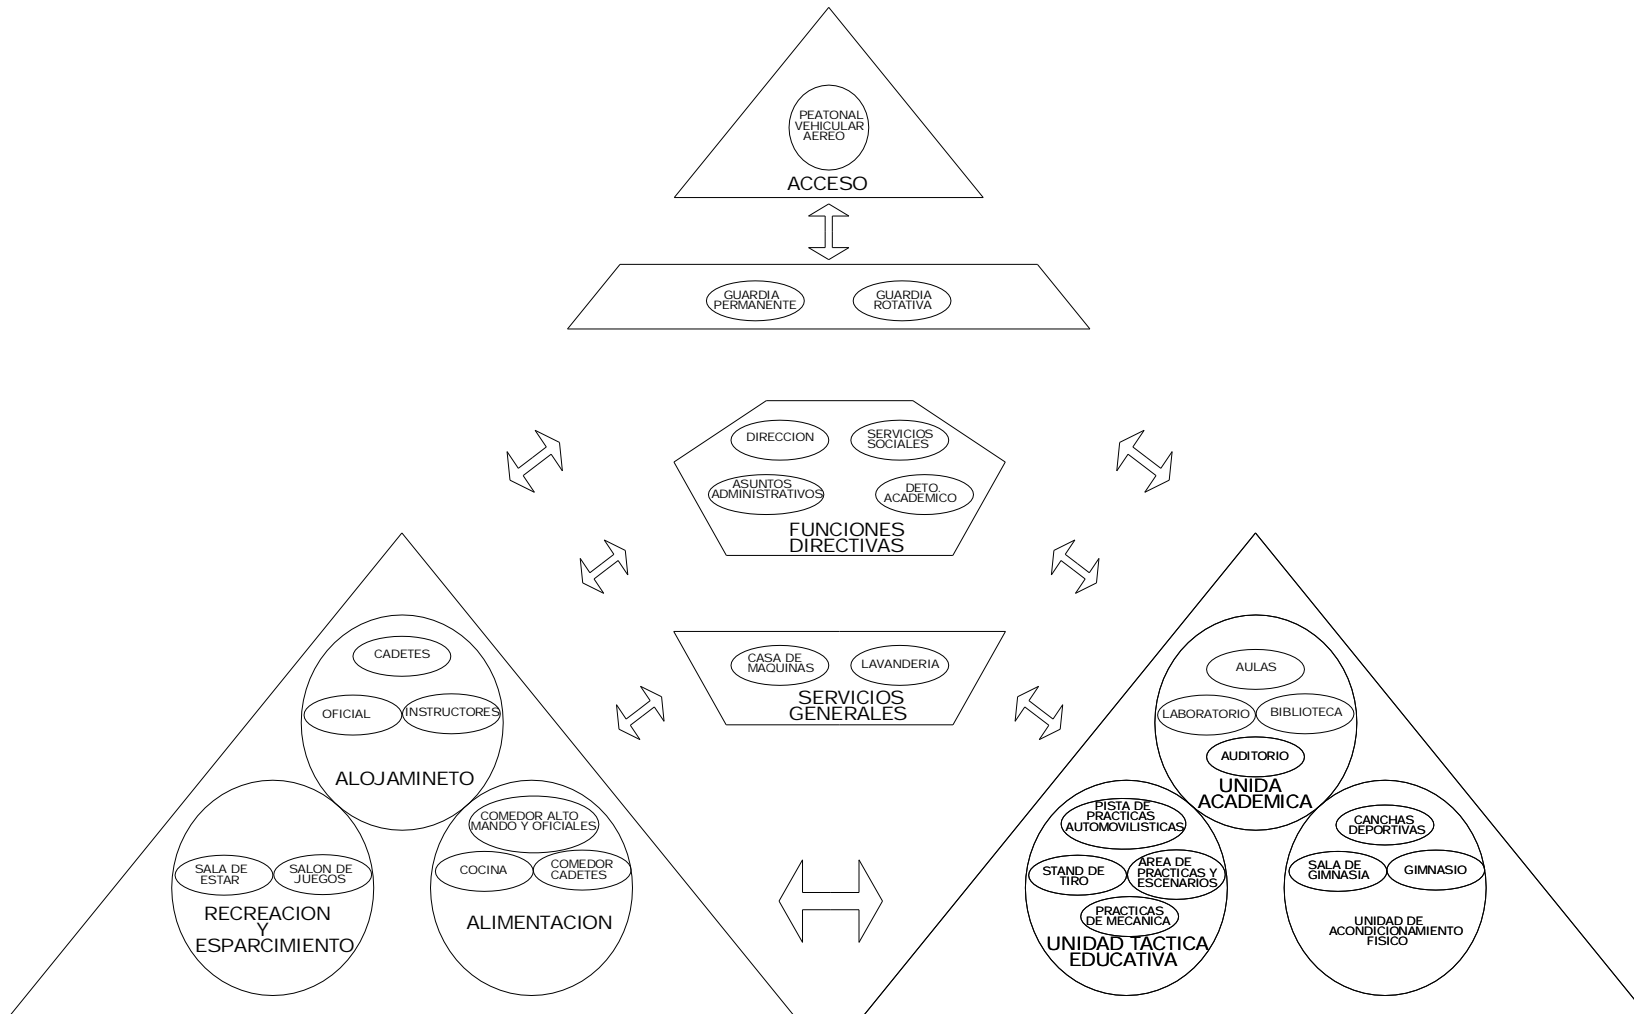 PEATONAL
VEHICULAR
AEREO
ACCESO
GUARDIA
PERMANENTE
GUARDIA
ROTATIVA
DIRECCION
SERVICIOS
SOCIALES
ASUNTOS
ADMINISTRATIVOS
DETO.
ACADEMICO
FUNCIONES
DIRECTIVAS
CASA DE
MAQUINAS
LAVANDERIA
SERVICIOS
GENERALES
CADETES
OFICIAL
INSTRUCTORES
ALOJAMINETO
SALA DE
ESTAR
SALON DE
JUEGOS
RECREACION
Y
ESPARCIMIENTO
COMEDOR ALTO
MANDO Y OFICIALES
COCINA
COMEDOR
CADETES
ALIMENTACION
AULAS
LABORATORIO
BIBLIOTECA
AUDITORIO
UNIDA
ACADEMICA
PISTA DE
PRACTICAS
AUTOMOVILISTICAS
STAND DE
TIRO
AREA DE
PRACTICAS Y
ESCENARIOS
PRACTICAS
DE MECANICA
UNIDAD TACTICA
EDUCATIVA
CANCHAS
DEPORTIVAS
SALA DE
GIMNASIA
GIMNASIO
UNIDAD DE
ACONDICIONAMIENTO
FISICO